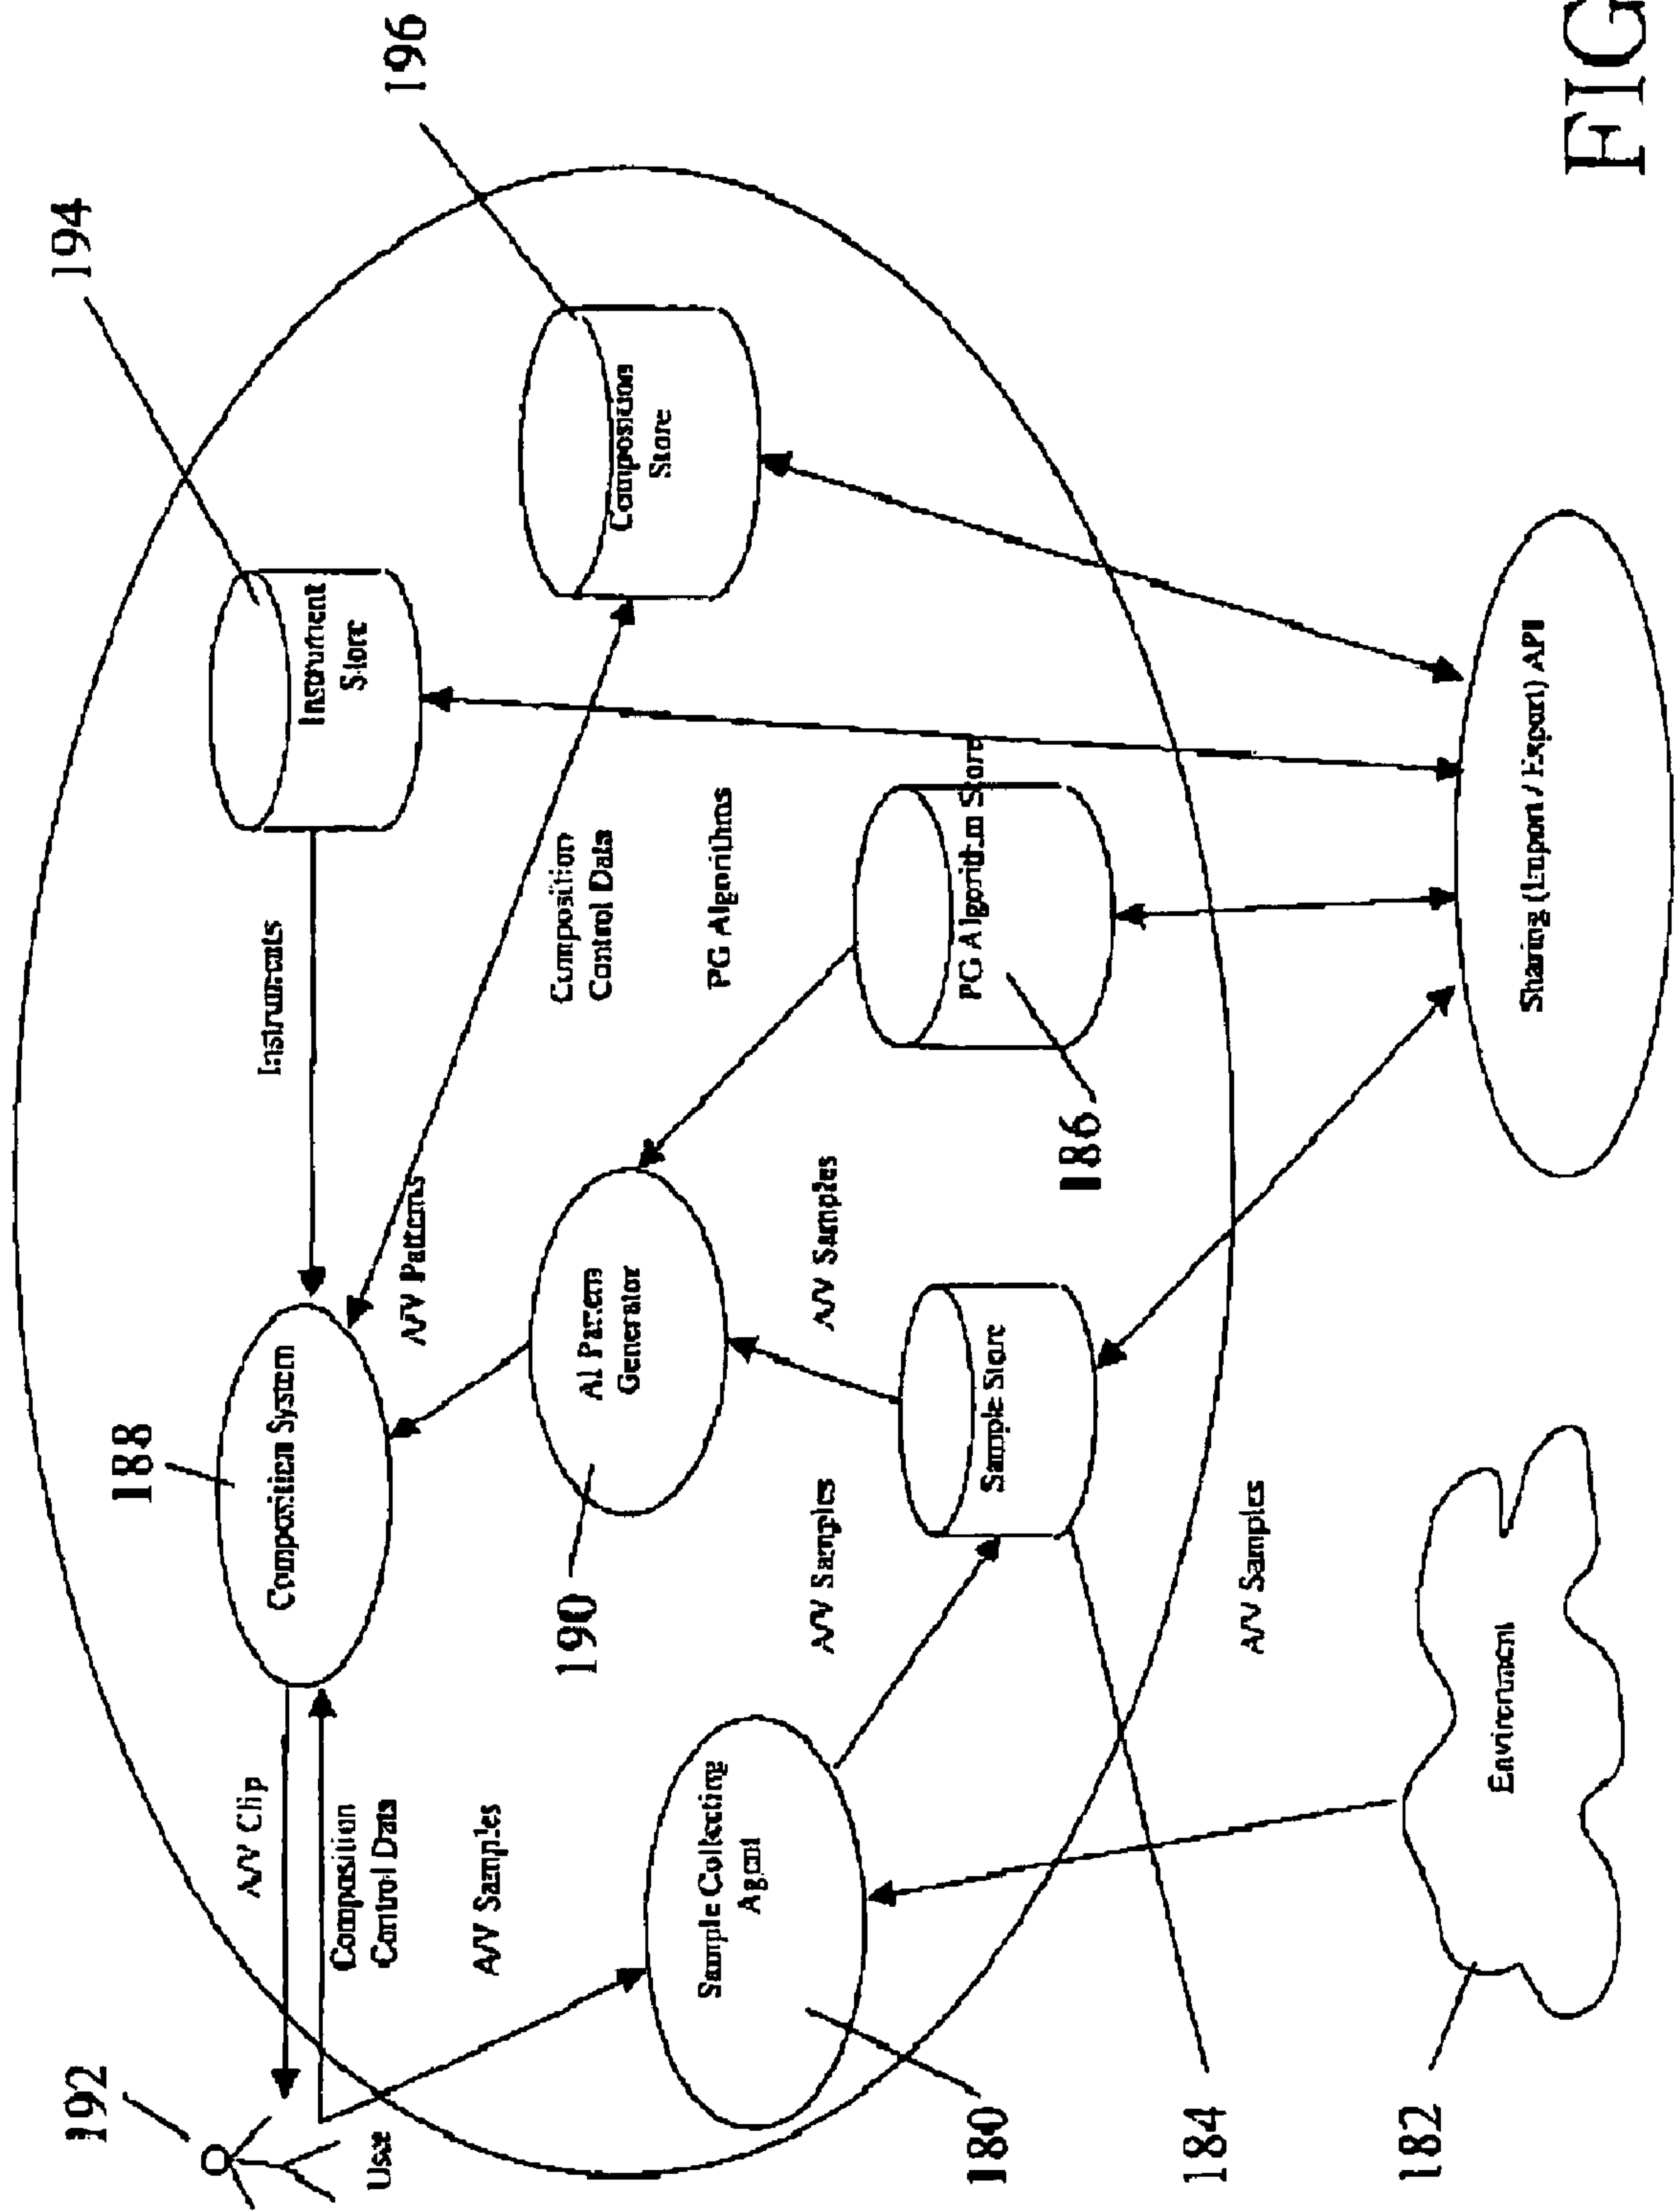 192
User
A/V Clip
Composition
Control Data
A/V Samples
188
Composition System
Instruments
194
Instrument
Store
196
Composition
Store
A/V Patterns
Composition
Control Data
PG Algorithms
190
AI Pattern
Generator
A/V Samples
A/V Samples
Sample Collecting
Agent
180
Sample Store
184
PG Algorithm Store
186
A/V Samples
182
Environment
Sharing (Import / Export) API
FIG